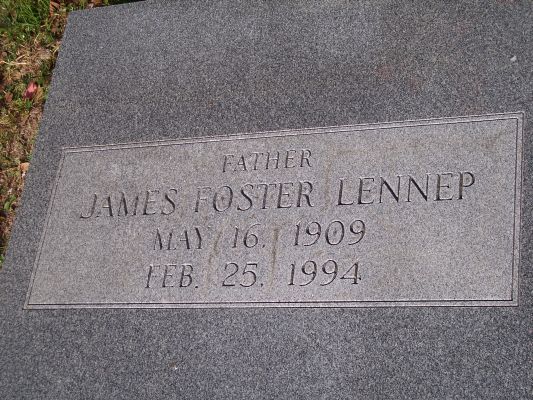 FATHER
JAMES FOSTER LENNEP
MAY 16, 1909
FEB. 25, 1994